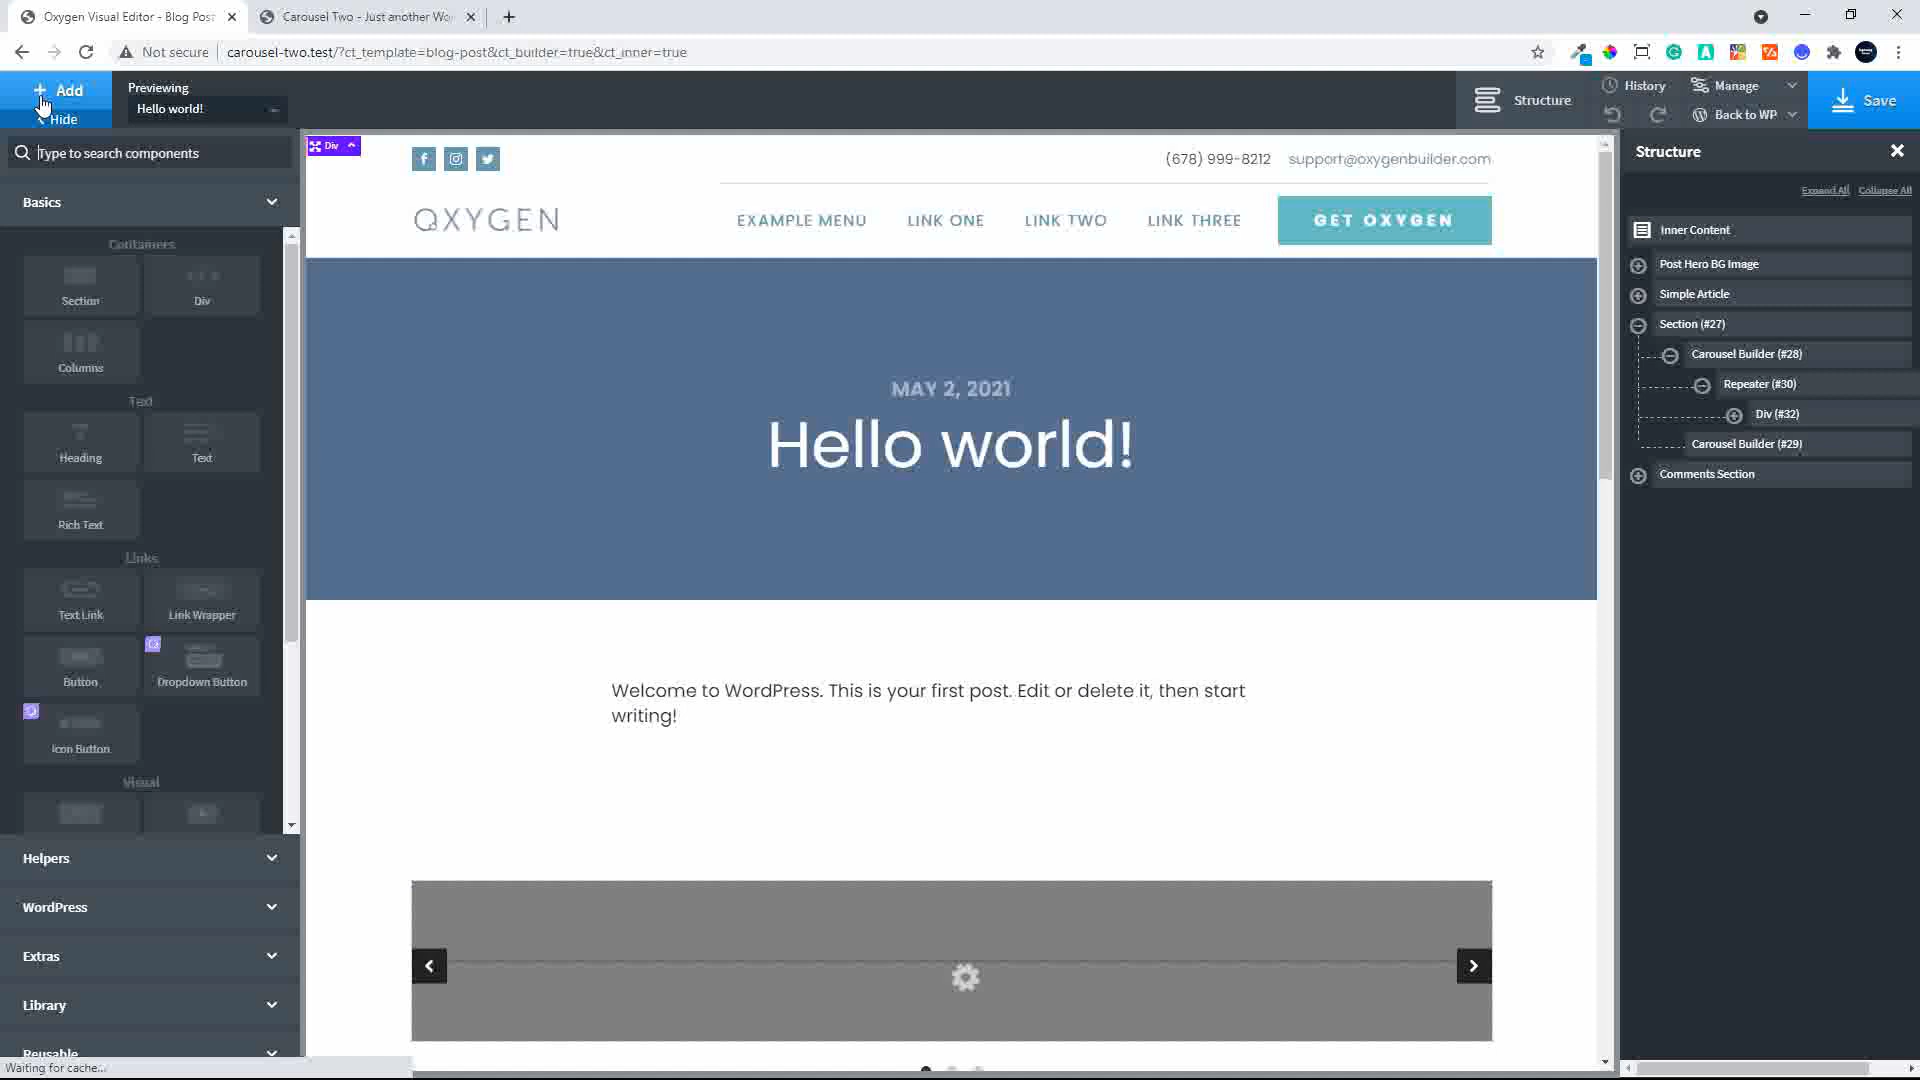 Oxygen Visual Editor - Blog Post
Carousel Two - Just another Wo
Not secure
carousel-two.test/?ct_template=blog-post&ct_builder=true&ct_inner=true
Add
Hide
Previewing
Hello world!
Structure
History
Manage
Back to WP
Save
Type to search components
Basics
Containers
Section
Div
Columns
Text
Heading
Text
Rich Text
Links
Text Link
Link Wrapper
Button
Dropdown Button
Icon Button
Visual
Helpers
WordPress
Extras
Library
Reusable
Waiting for cache...
Div
(678) 999-8212
support@oxygenbuilder.com
OXYGEN
EXAMPLE MENU
LINK ONE
LINK TWO
LINK THREE
GET OXYGEN
MAY 2, 2021
Hello world!
Welcome to WordPress. This is your first post. Edit or delete it, then start
writing!
Structure
Expand All
Collapse All
Inner Content
Post Hero BG Image
Simple Article
Section (#27)
Carousel Builder (#28)
Repeater (#30)
Div (#32)
Carousel Builder (#29)
Comments Section